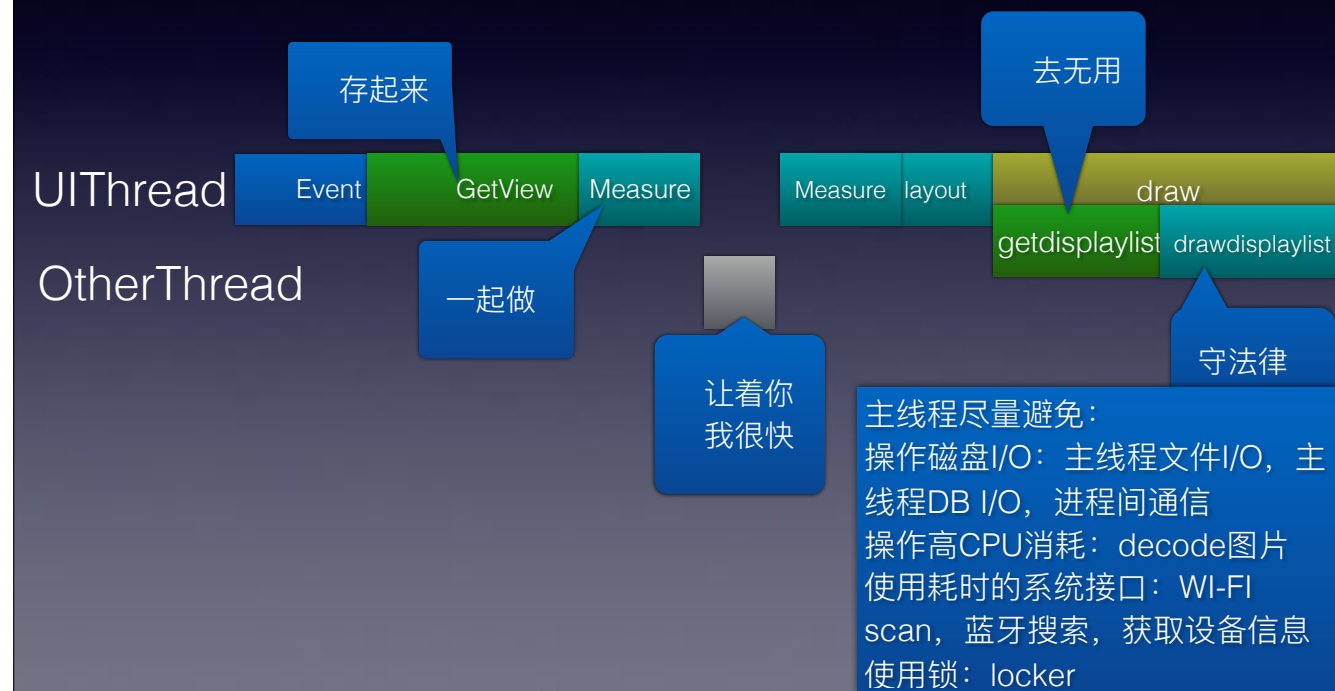 存起来
去无用
UIThread
Event
GetView
Measure
Measure
layout
draw
getdisplaylist
drawdisplaylist
OtherThread
一起做
让着你
我很快
守法律
主线程尽量避免：
操作磁盘I/O：主线程文件I/O，主
线程DB I/O，进程间通信
操作高CPU消耗：decode图片
使用耗时的系统接口：WI-FI
scan，蓝牙搜索，获取设备信息
使用锁：locker